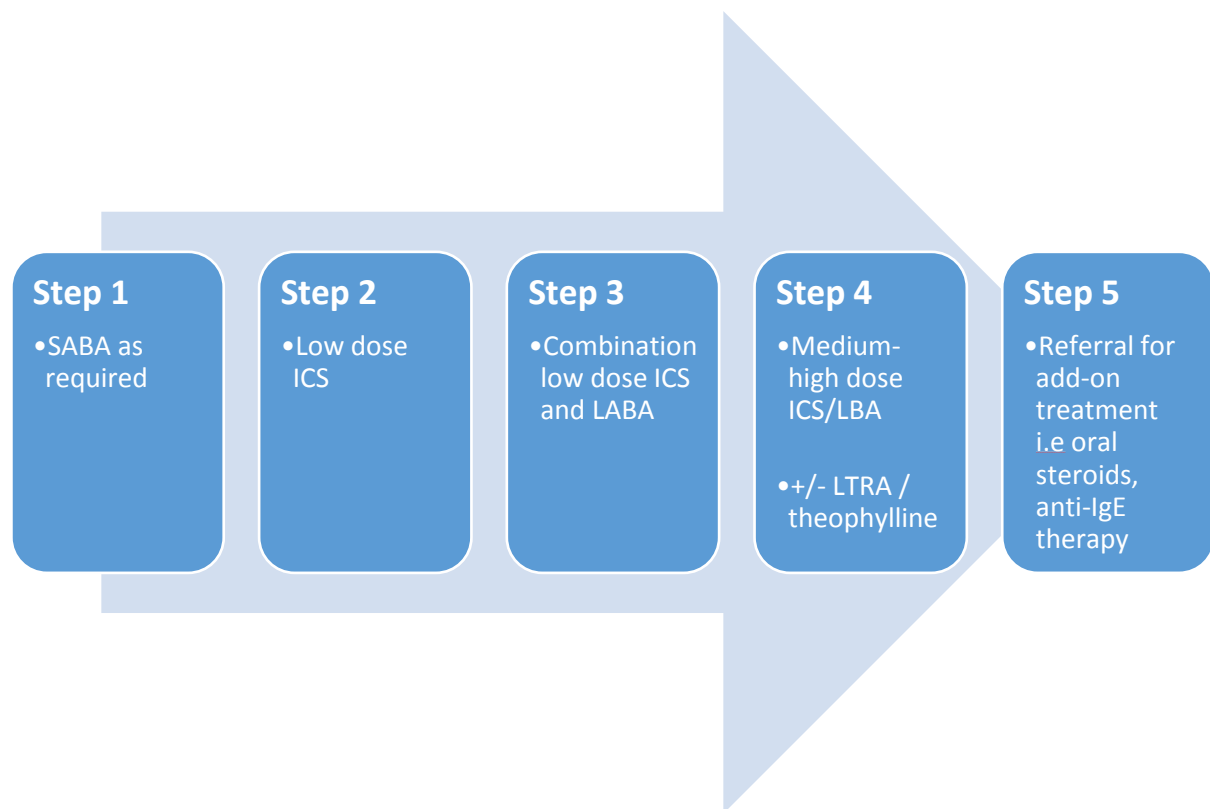 Step 1
•SABA as
required
Step 2
•Low dose
ICS
Step 3
•Combination
low dose ICS
and LABA
Step 4
•Medium-
high dose
ICS/LBA
•+/- LTRA /
theophylline
Step 5
•Referral for
add-on
treatment
i.e oral
steroids,
anti-IgE
therapy